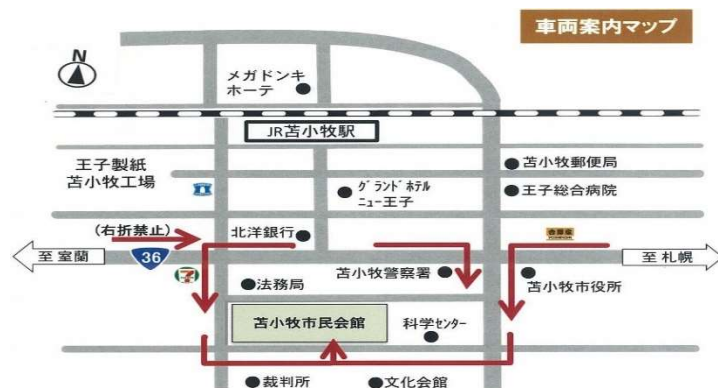 車両案内マップ
N
メガドンキ
ホーテ
JR苫小牧駅
王子製紙
苫小牧工場
グランドホテル
ニュー王子
苫小牧郵便局
王子総合病院
(右折禁止)
北洋銀行
吉野家
至 室蘭
36
至 札幌
7
法務局
苫小牧警察署
苫小牧市役所
苫小牧市民会館
科学センター
裁判所
文化会館